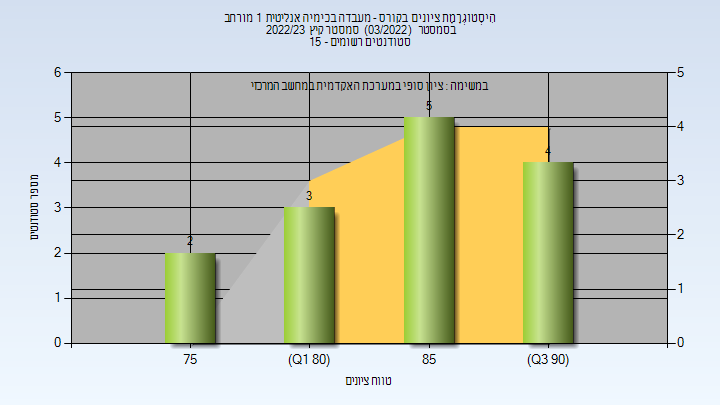 הִיסְטוֹגְרָמַת ציונים בקורס - מעבדה בכימיה אנליטית 1 מורחב
בסמסטר (03/2022) סמסטר קיץ 2022/23
סטודנטים רשומים - 15
במשימה : ציון סופי במערכת האקדמית במחשב המרכזי
6
5
4
3
2
1
0
5
4
3
2
1
0
מספר סטודנטים
2
3
5
4
75
(Q1 80)
85
(Q3 90)
טווח ציונים